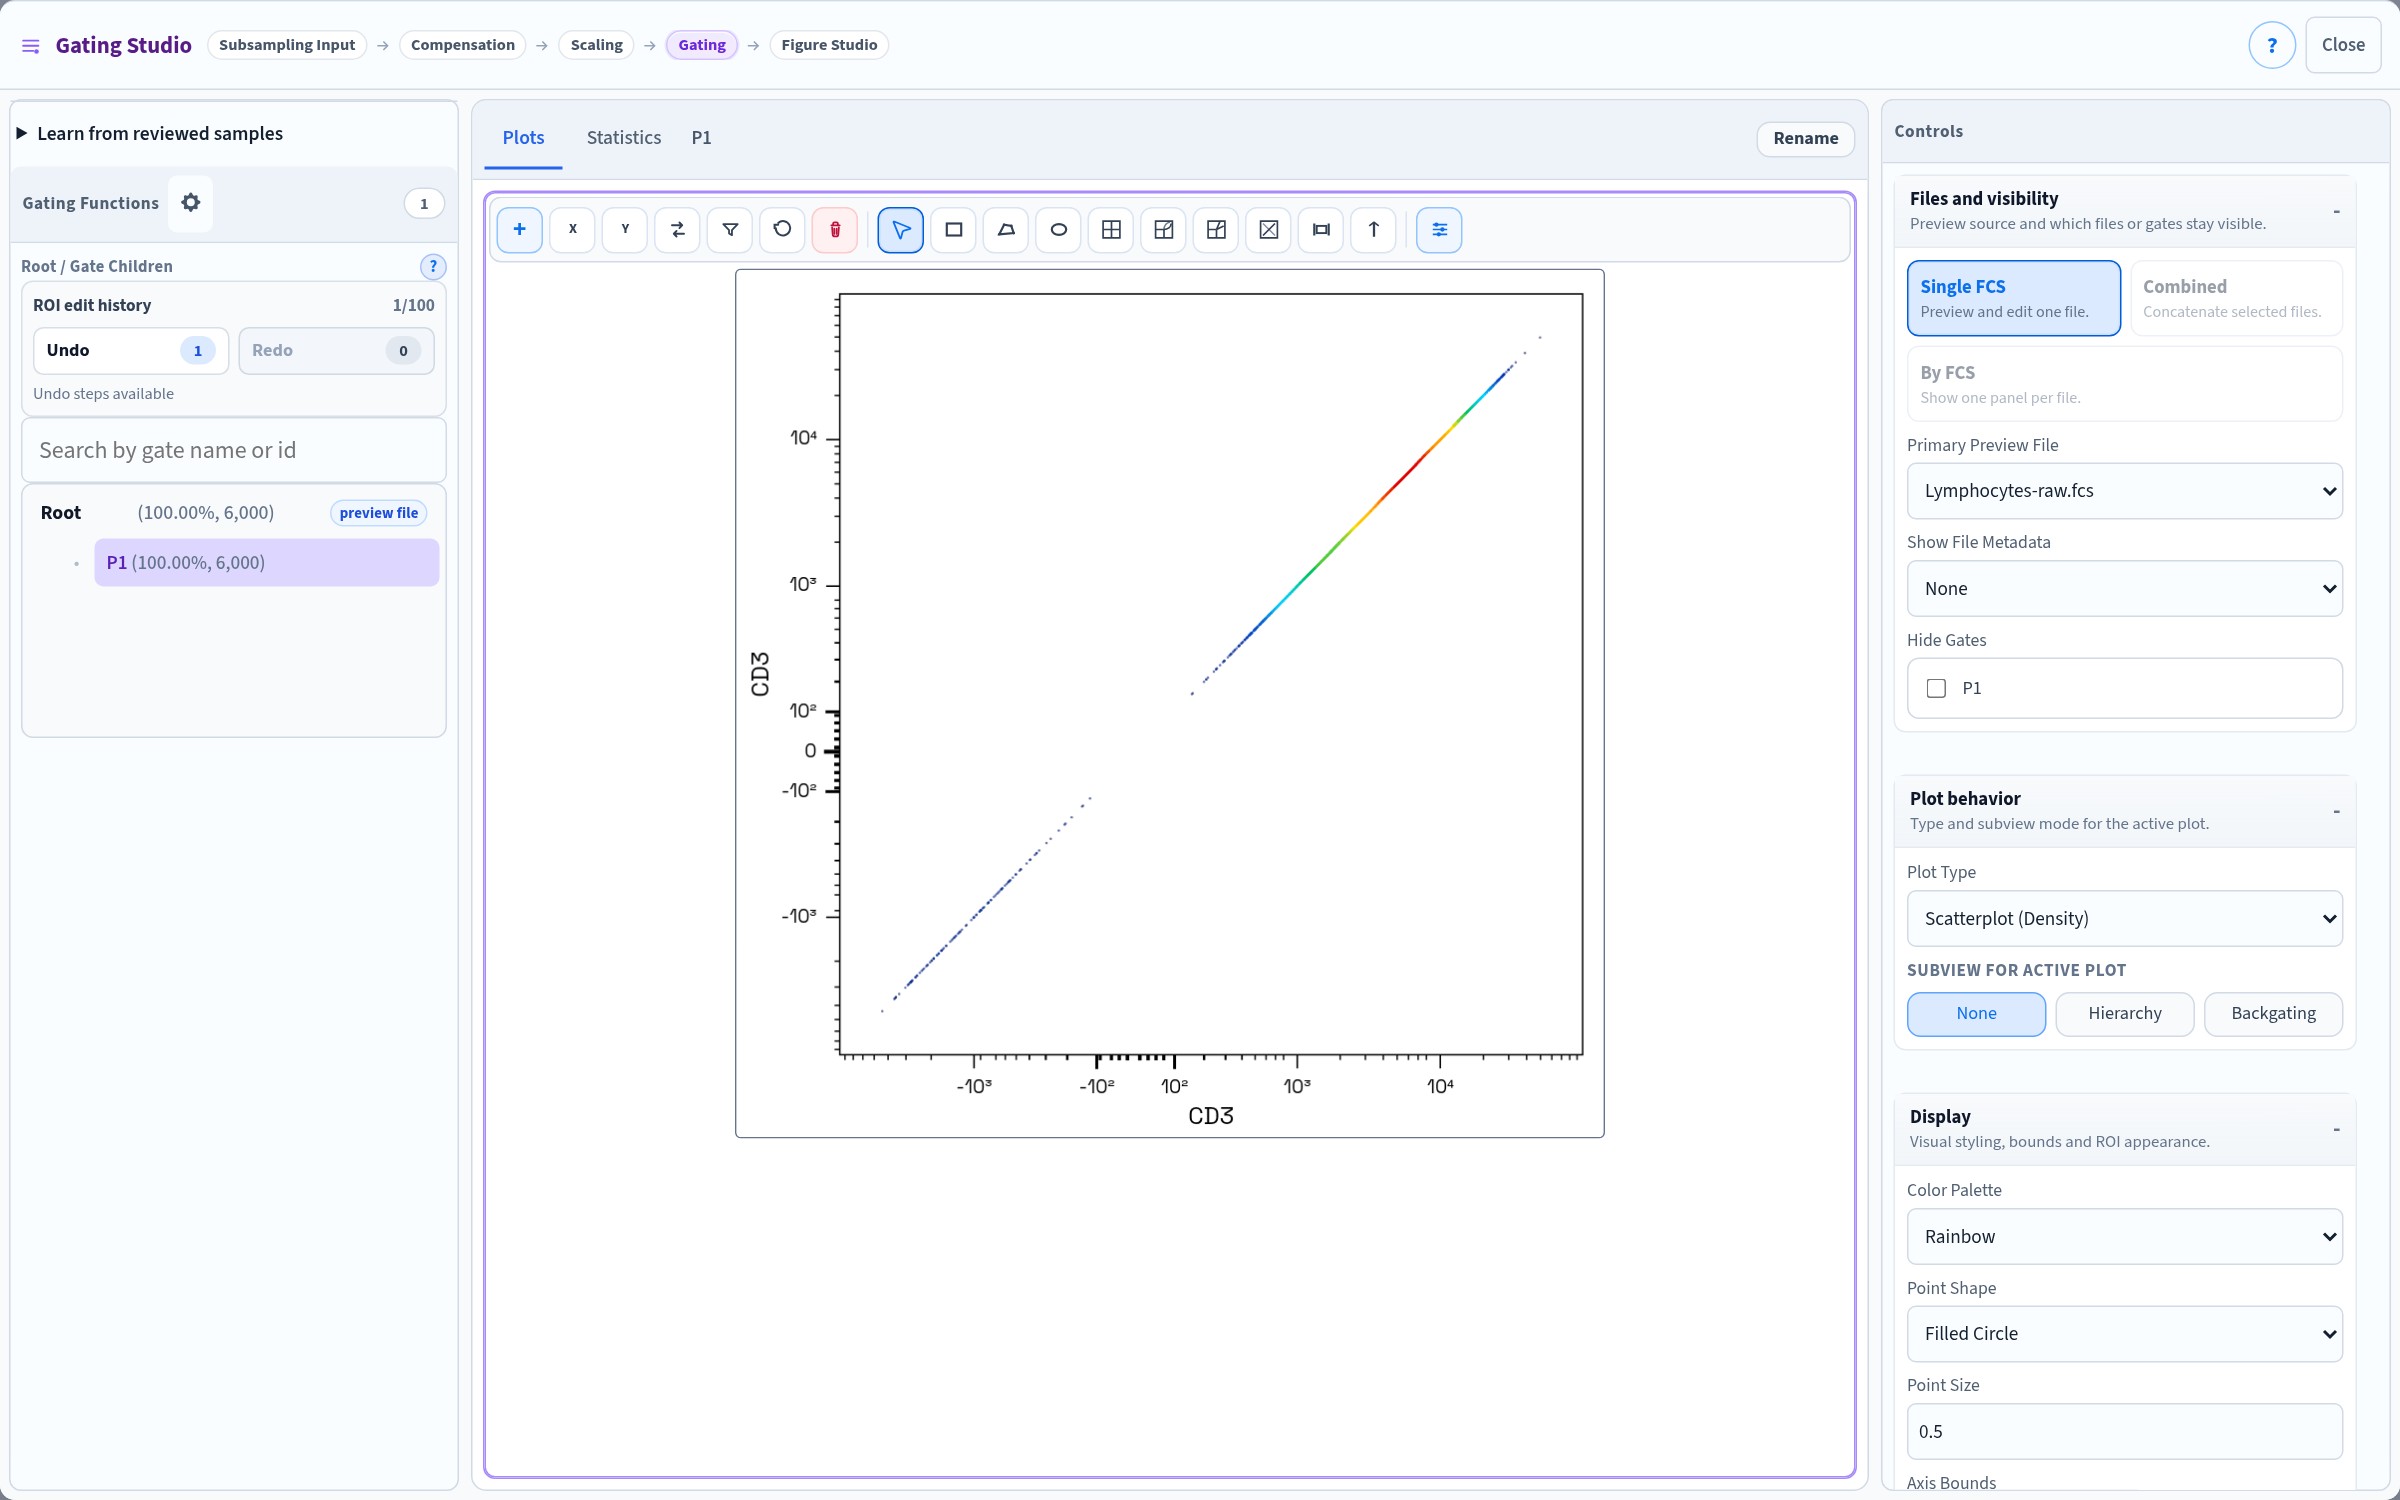 Gating Studio
Subsampling Input → Compensation → Scaling → Gating → Figure Studio
? Close
Learn from reviewed samples
Gating Functions 1
Root / Gate Children ?
ROI edit history 1/100
Undo 1 Redo 0
Undo steps available
Search by gate name or id
Root (100.00%, 6,000) preview file
P1 (100.00%, 6,000)
Plots Statistics P1 Rename
+ X Y
10⁴
10³
10²
0
-10²
-10³
CD3
-10³ -10² 10² 10³ 10⁴
CD3
Controls
Files and visibility
Preview source and which files or gates stay visible.
-
Single FCS
Preview and edit one file.
Combined
Concatenate selected files.
By FCS
Show one panel per file.
Primary Preview File
Lymphocytes-raw.fcs
Show File Metadata
None
Hide Gates
P1
Plot behavior
Type and subview mode for the active plot.
-
Plot Type
Scatterplot (Density)
SUBVIEW FOR ACTIVE PLOT
None Hierarchy Backgating
Display
Visual styling, bounds and ROI appearance.
-
Color Palette
Rainbow
Point Shape
Filled Circle
Point Size
0.5
Axis Bounds